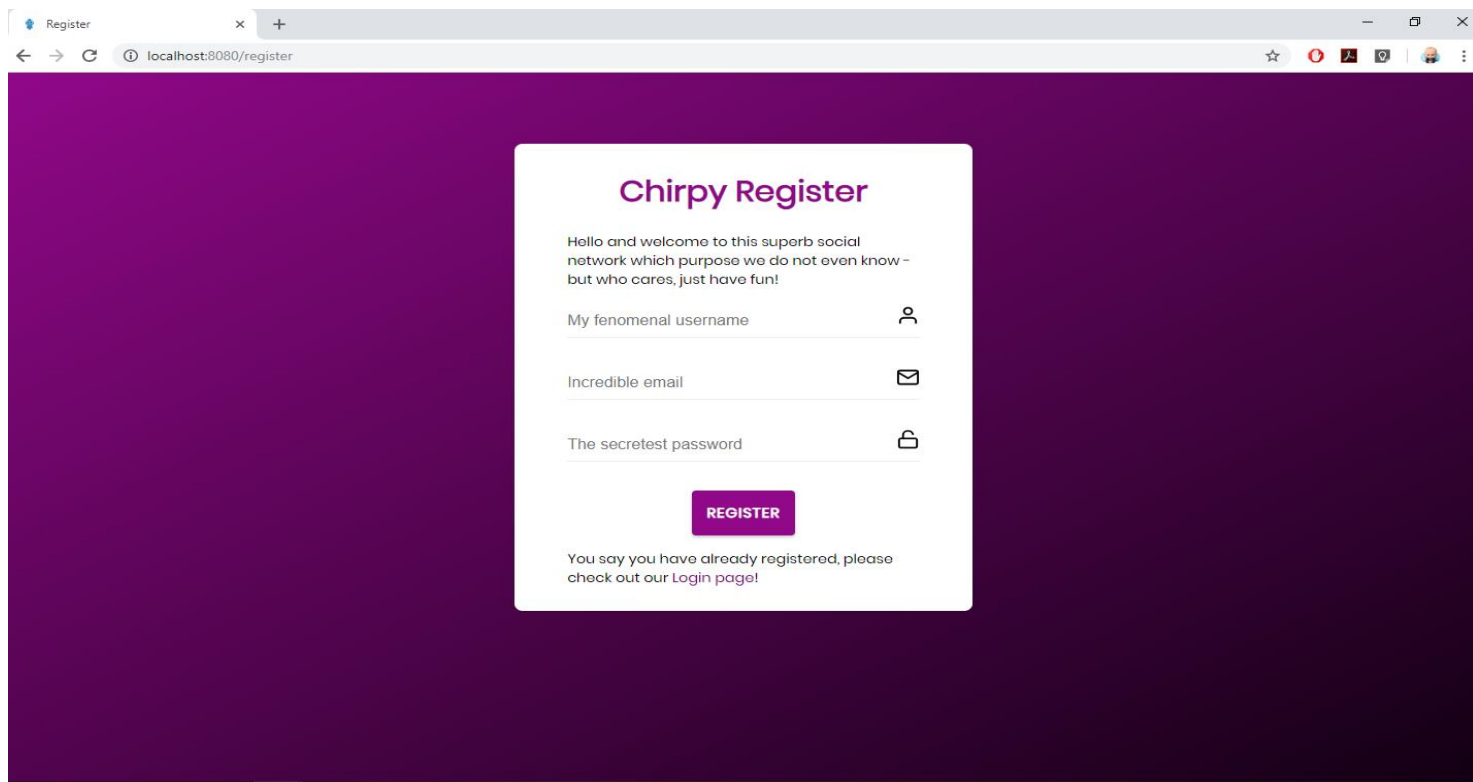 Register
localhost:8080/register
Chirpy Register
Hello and welcome to this superb social
network which purpose we do not even know -
but who cares, just have fun!
My fenomenal username
Incredible email
The secretest password
REGISTER
You say you have already registered, please
check out our Login page!